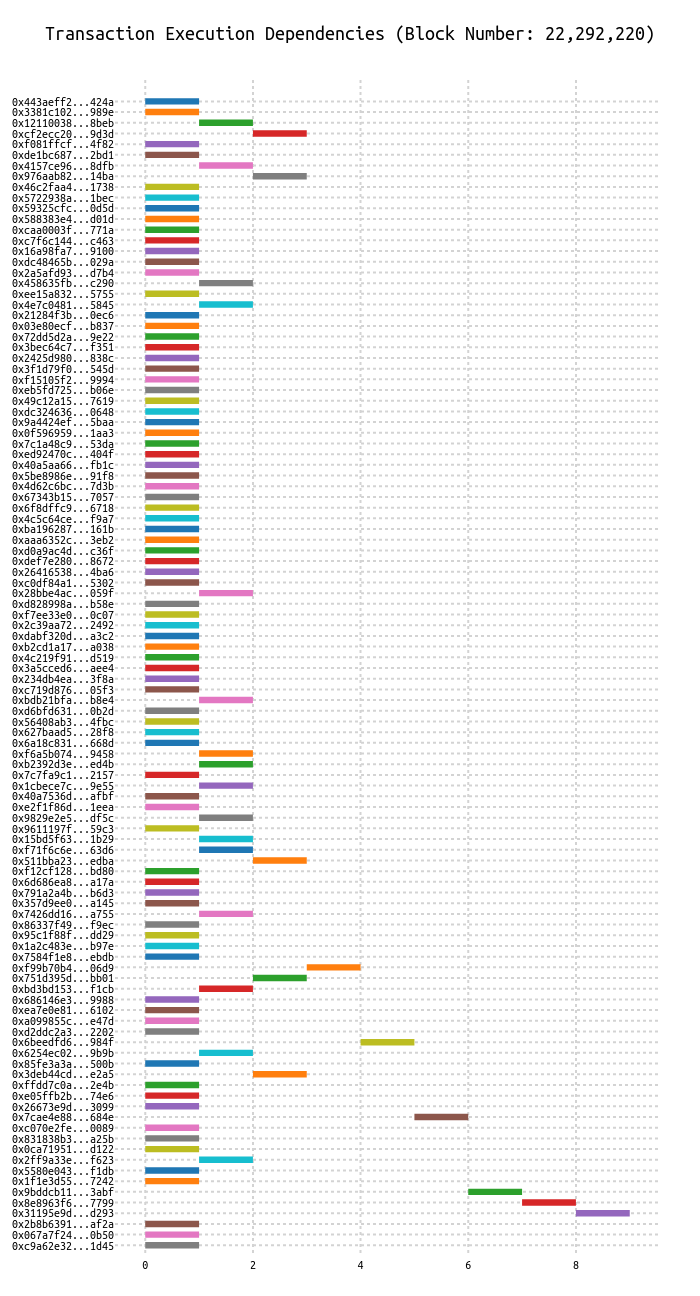 Transaction Execution Dependencies (Block Number: 22,292,220)
0x443aeff2...424a
0x3381c102...989e
0x12110038...8beb
0xcf2ecc20...9d3d
0xf081ffcf...4f82
0xde1bc687...2bd1
0x4157ce96...8dfb
0x976aab82...14ba
0x46c2faa4...1738
0x5722938a...1bec
0x59325cfc...0d5d
0x588383e4...d01d
0xcaa0003f...771a
0xc7f6c144...c463
0x16a98fa7...9100
0xdc48465b...029a
0x2a5afd93...d7b4
0x458635fb...c290
0xee15a832...5755
0x4e7c0481...5845
0x21284f3b...0ec6
0x03e80ecf...b837
0x72dd5d2a...9e22
0x3bec64c7...f351
0x2425d980...838c
0x3f1d79f0...545d
0xf15105f2...9994
0xeb5fd725...b06e
0x49c12a15...7619
0xdc324636...0648
0x9a4424ef...5baa
0x0f596959...1aa3
0x7c1a48c9...53da
0xed92470c...404f
0x40a5aa66...fb1c
0x5be8986e...91f8
0x4d62c6bc...7d3b
0x67343b15...7057
0x6f8dffc9...6718
0x4c5c64ce...f9a7
0xba196287...161b
0xaaa6352c...3eb2
0xd0a9ac4d...c36f
0xdef7e280...8672
0x26416538...4ba6
0xc0df84a1...5302
0x28bbe4ac...059f
0xd828998a...b58e
0xf7ee33e0...0c07
0x2c39aa72...2492
0xdabf320d...a3c2
0xb2cd1a17...a038
0x4c219f91...d519
0x3a5cced6...aee4
0x234db4ea...3f8a
0xc719d876...05f3
0xbdb21bfa...b8e4
0xd6bfd631...0b2d
0x56408ab3...4fbc
0x627baad5...28f8
0x6a18c831...668d
0xf6a5b074...9458
0xb2392d3e...ed4b
0x7c7fa9c1...2157
0x1cbece7c...9e55
0x40a7536d...afbf
0xe2f1f86d...1eea
0x9829e2e5...df5c
0x9611197f...59c3
0x15bd5f63...1b29
0xf71f6c6e...63d6
0x511bba23...edba
0xf12cf128...bd80
0x6d686ea8...a17a
0x791a2a4b...b6d3
0x357d9ee0...a145
0x7426dd16...a755
0x86337f49...f9ec
0x95c1f88f...dd29
0x1a2c483e...b97e
0x7584f1e8...ebdb
0xf99b70b4...06d9
0x751d395d...bb01
0xbd3bd153...f1cb
0x686146e3...9988
0xea7e0e81...6102
0xa099855c...e47d
0xd2ddc2a3...2202
0x6beedfd6...984f
0x6254ec02...9b9b
0x85fe3a3a...500b
0x3deb44cd...e2a5
0xffdd7c0a...2e4b
0xe05ffb2b...74e6
0x26673e9d...3099
0x7cae4e88...684e
0xc070e2fe...0089
0x831838b3...a25b
0x0ca71951...d122
0x2ff9a33e...f623
0x5580e043...f1db
0x1f1e3d55...7242
0x9bddcb11...3abf
0x8e8963f6...7799
0x31195e9d...d293
0x2b8b6391...af2a
0x067a7f24...0b50
0xc9a62e32...1d45
0 2 4 6 8